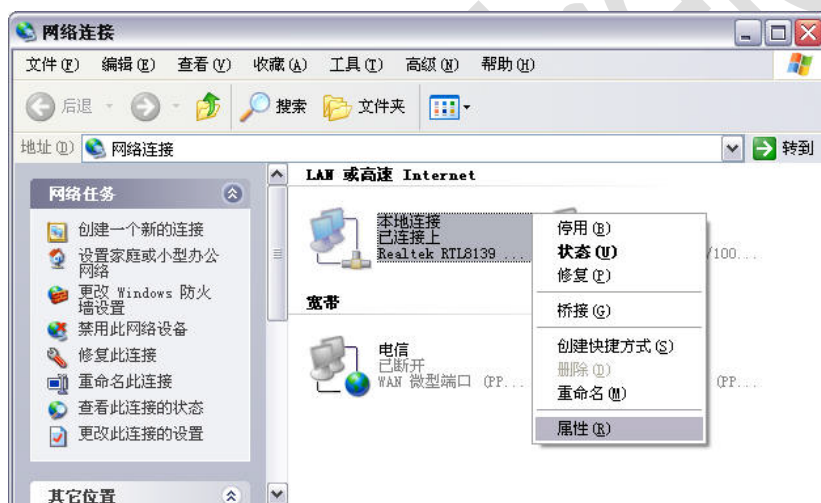 网络连接
文件(F) 编辑(E) 查看(V) 收藏(A) 工具(T) 高级(N) 帮助(H)
后退 搜索 文件夹
地址(D) 网络连接 转到
网络任务
创建一个新的连接
设置家庭或小型办公
网络
更改 Windows 防火
墙设置
禁用此网络设备
修复此连接
重命名此连接
查看此连接的状态
更改此连接的设置
其它位置
LAN 或高速 Internet
本地连接
已连接上
Realtek RTL8139 ...
/100...
宽带
电信
已断开
WAN 微型端口 (PP...
(PP...
停用(B)
状态(U)
修复(P)
桥接(G)
创建快捷方式(S)
删除(D)
重命名(M)
属性(R)